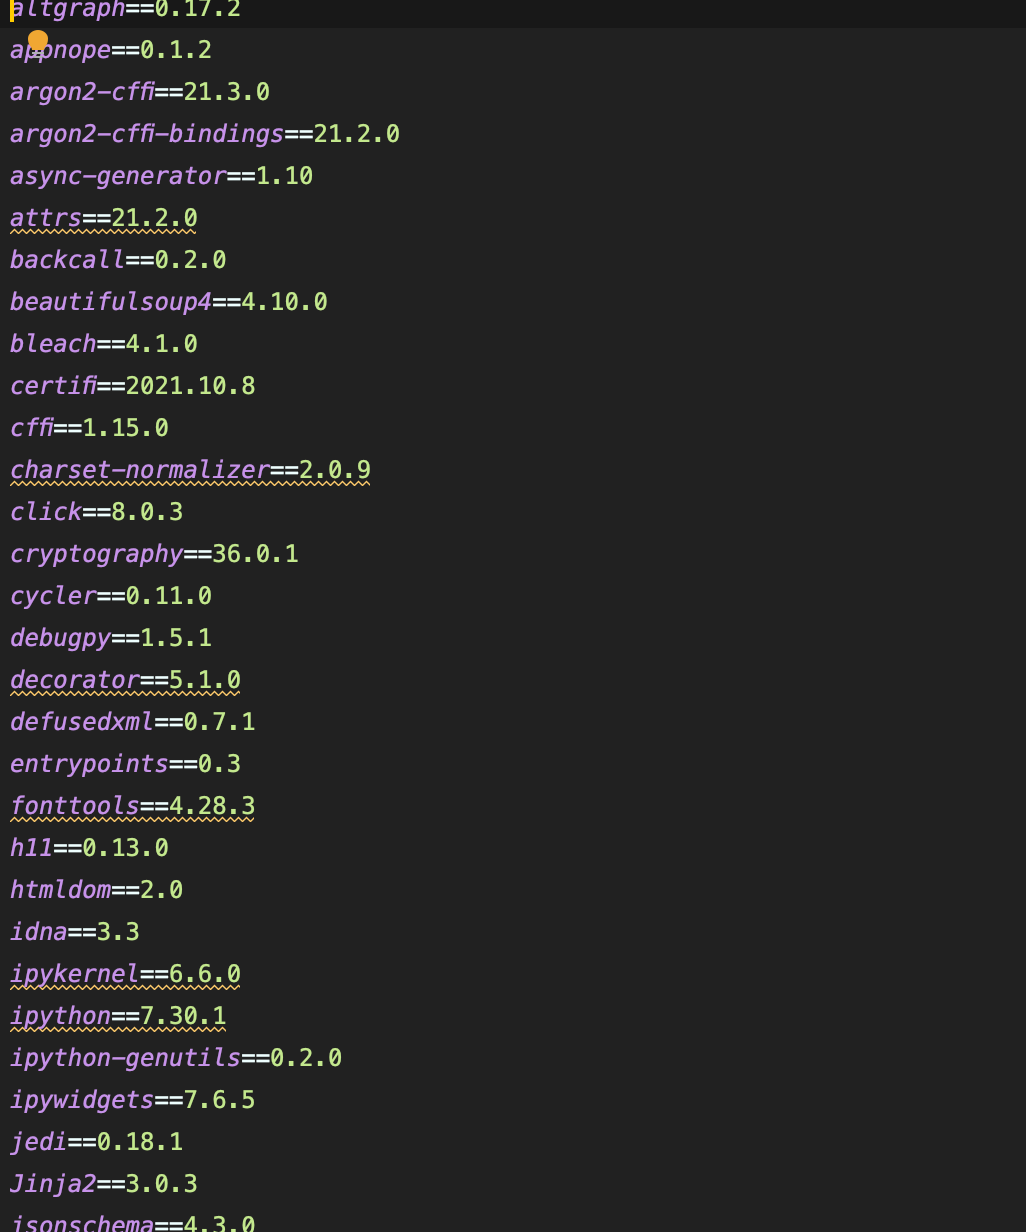 altgraph==0.17.2
appnope==0.1.2
argon2-cffi==21.3.0
argon2-cffi-bindings==21.2.0
async-generator==1.10
attrs==21.2.0
backcall==0.2.0
beautifulsoup4==4.10.0
bleach==4.1.0
certifi==2021.10.8
cffi==1.15.0
charset-normalizer==2.0.9
click==8.0.3
cryptography==36.0.1
cycler==0.11.0
debugpy==1.5.1
decorator==5.1.0
defusedxml==0.7.1
entrypoints==0.3
fonttools==4.28.3
h11==0.13.0
htmldom==2.0
idna==3.3
ipykernel==6.6.0
ipython==7.30.1
ipython-genutils==0.2.0
ipywidgets==7.6.5
jedi==0.18.1
Jinja2==3.0.3
jsonschema==4.3.0